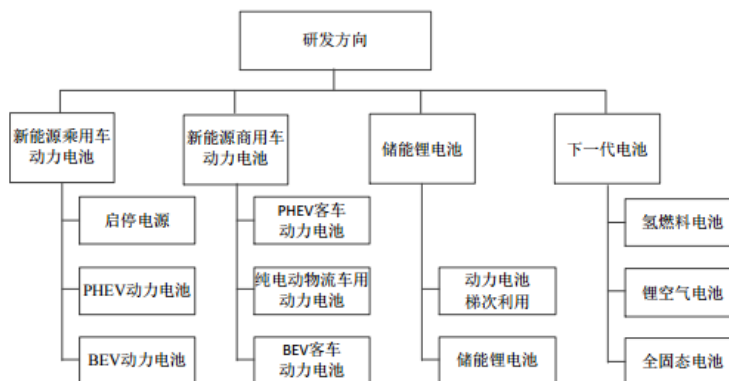 研发方向
新能源乘用车
动力电池
新能源商用车
动力电池
储能锂电池
下一代电池
启停电源
PHEV动力电池
BEV动力电池
PHEV客车
动力电池
纯电动物流车用
动力电池
BEV客车
动力电池
动力电池
梯次利用
储能锂电池
氢燃料电池
锂空气电池
全固态电池